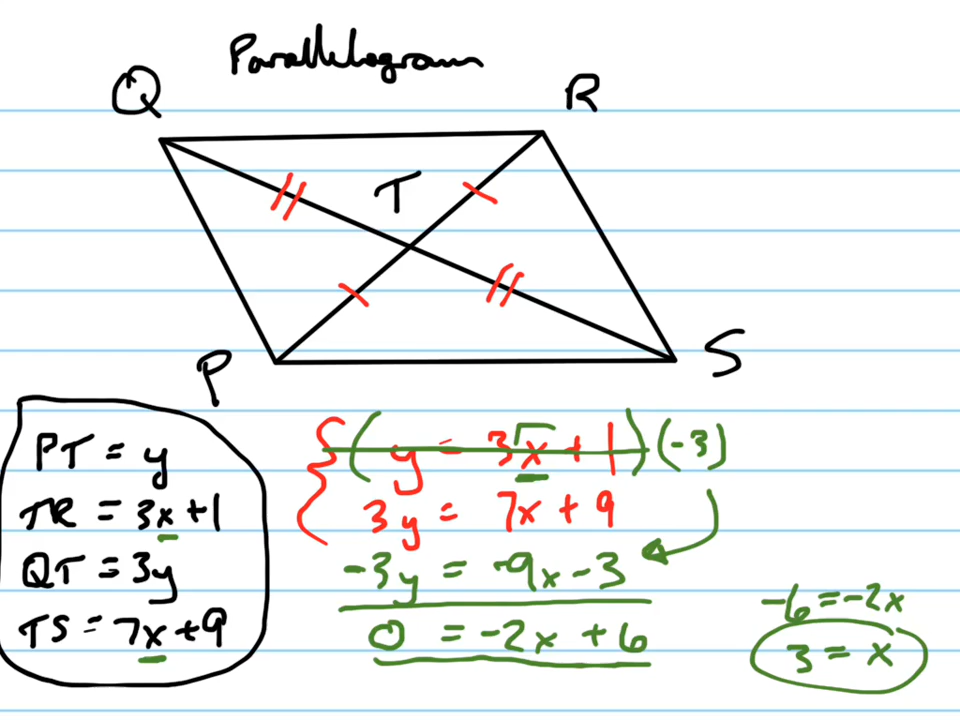 Parallelogram
Q
R
T
P
S
PT = y
TR = 3x+1
QT = 3y
TS = 7x+9
(y = 3x + 1)(-3)
3y = 7x + 9
-3y = -9x - 3
0 = -2x + 6
-6 = -2x
3 = x